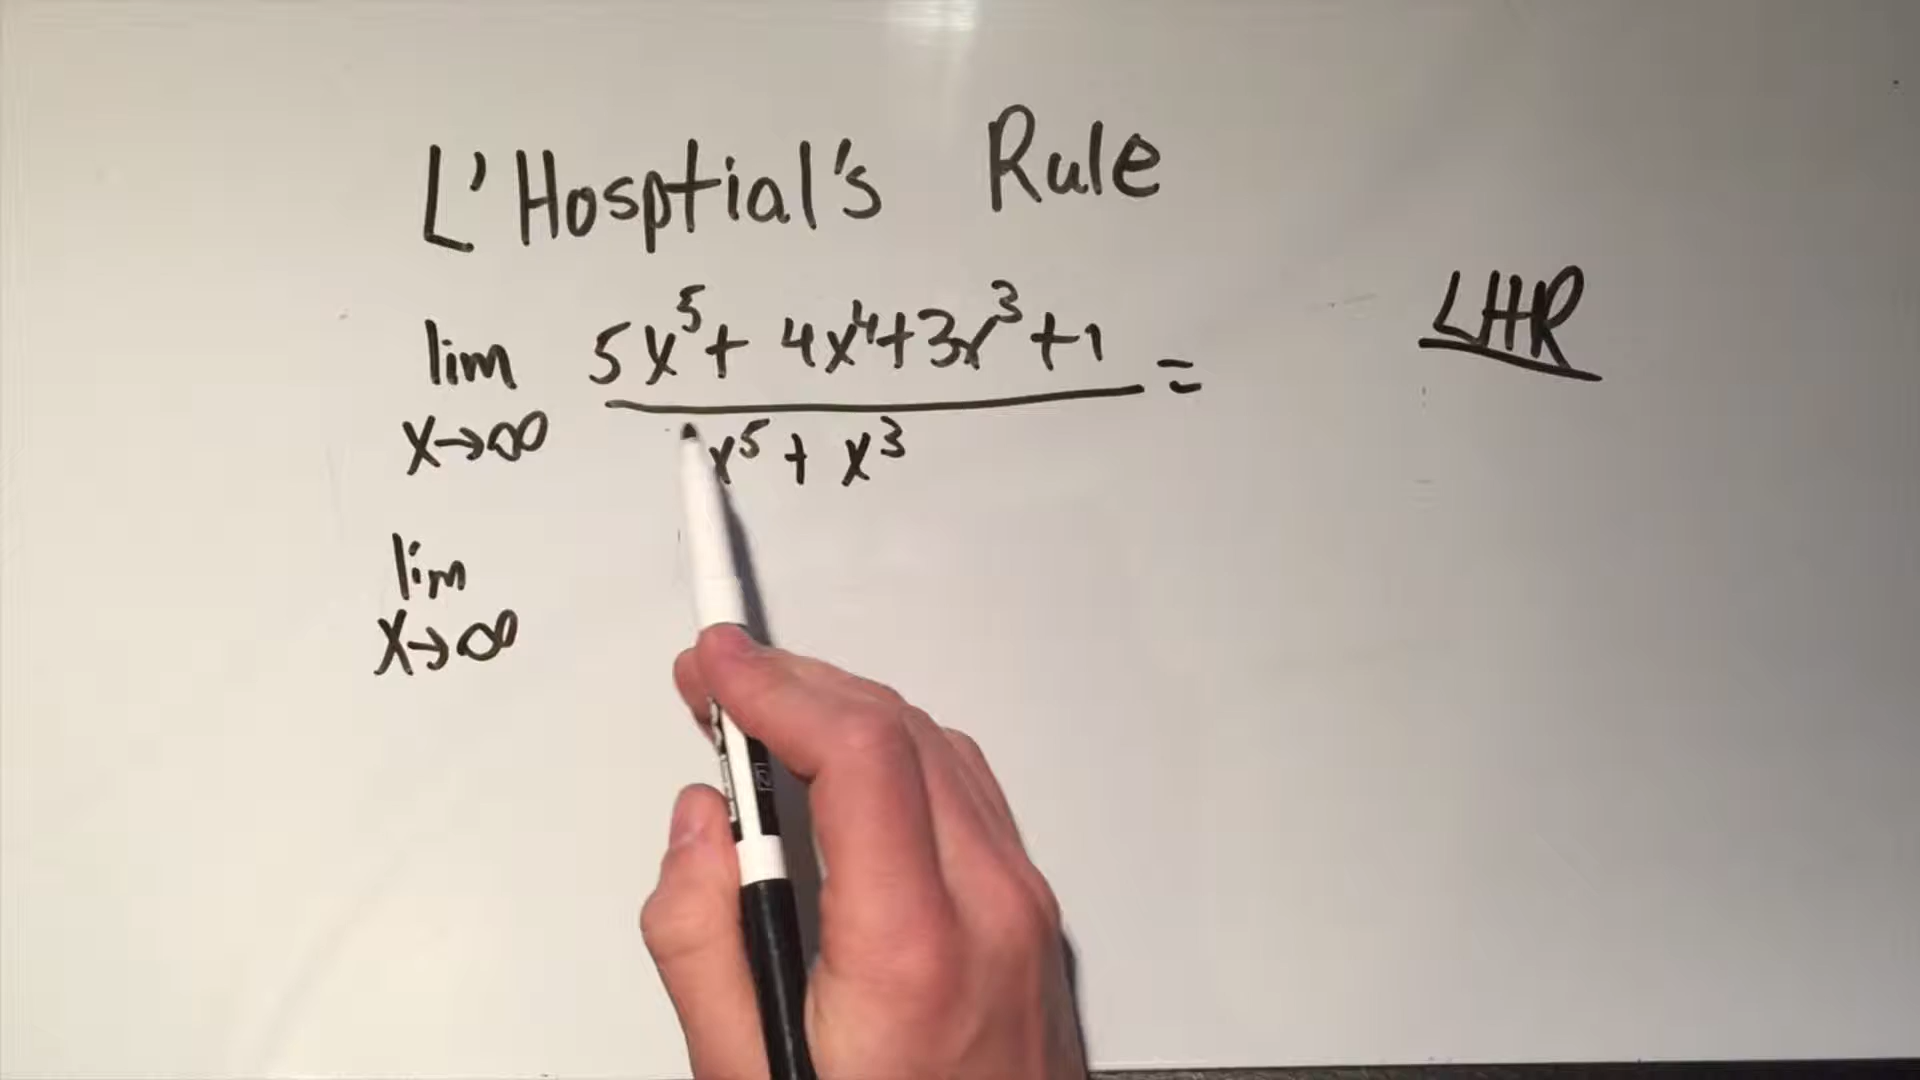 L'Hosptial's Rule
lim 5x⁵ + 4x⁴ + 3x³ + 1 =
x→∞ x⁵ + x³
LHR
lim
x→∞